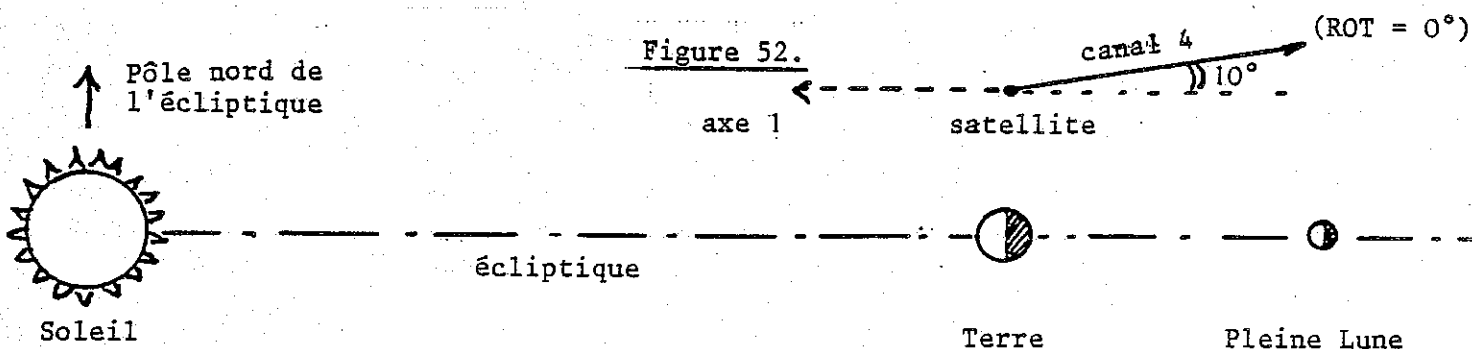 (ROT = 0°)
Figure 52.
canal 4
10°
Pôle nord de
l'écliptique
axe 1
satellite
écliptique
Soleil
Terre
Pleine Lune